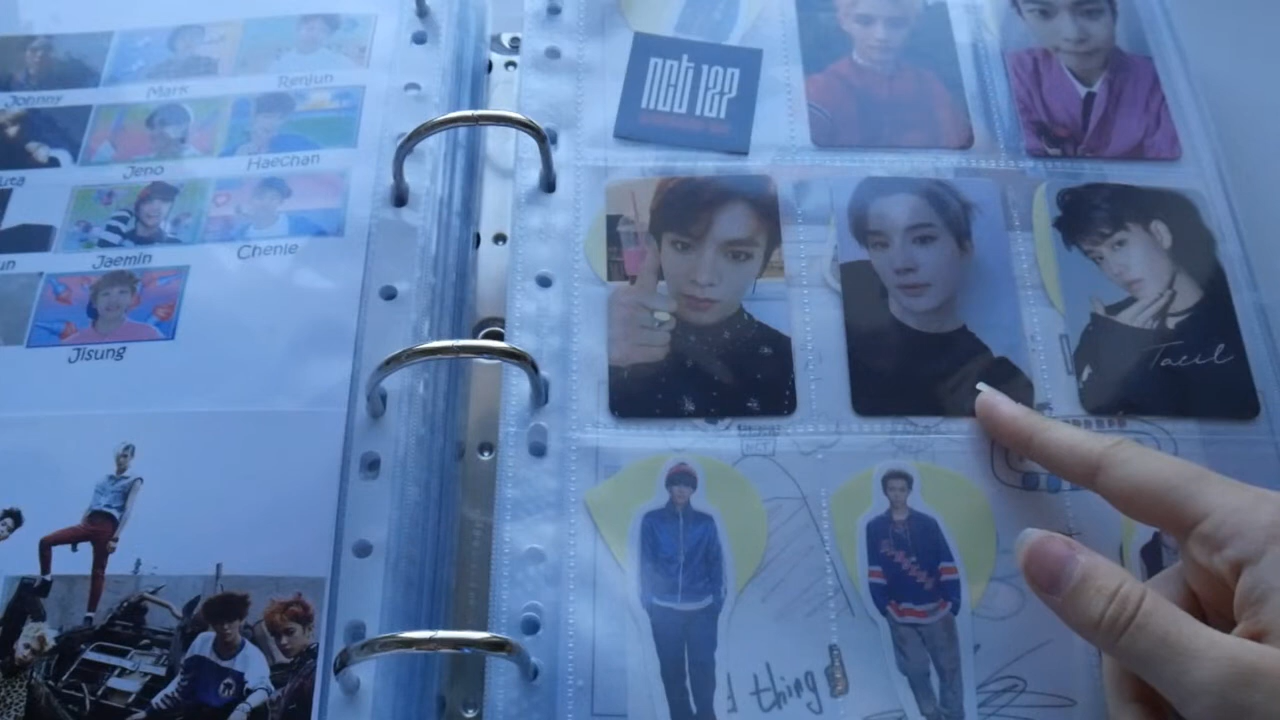 Johnny
Mark
Renjun
Jeno
Haechan
Jaemin
Chenle
Jisung
nct 127
Taeil
thing